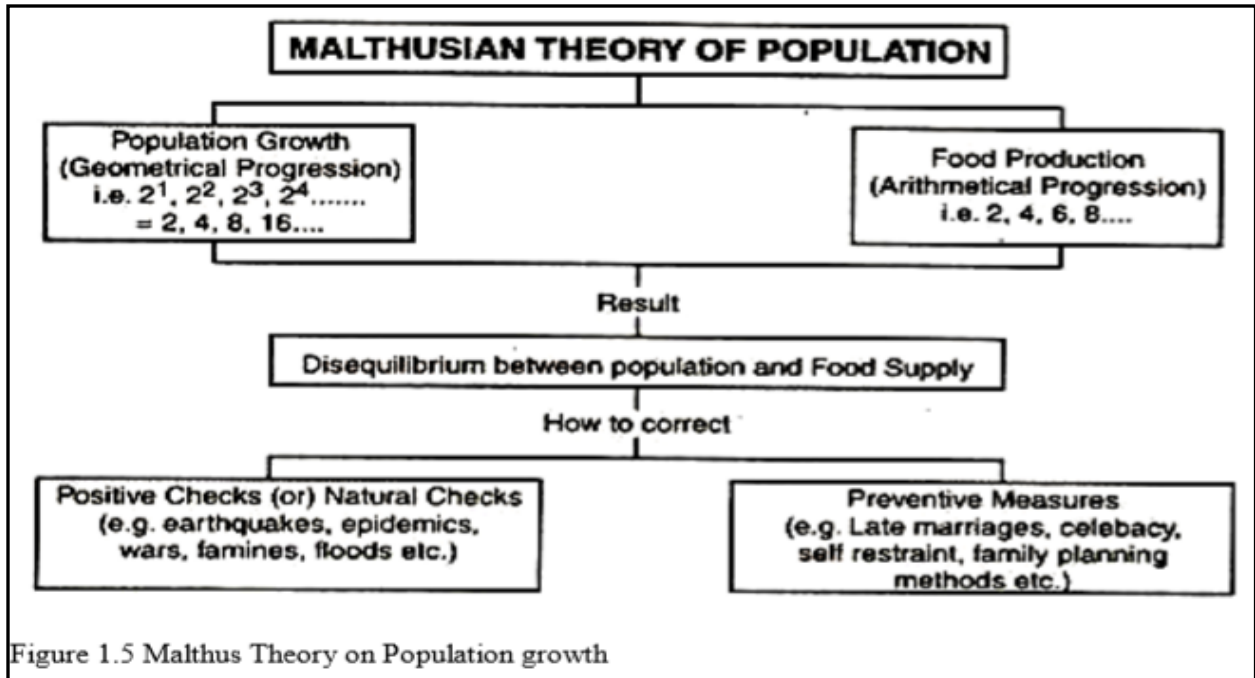 MALTHUSIAN THEORY OF POPULATION
Population Growth
(Geometrical Progression)
i.e. 2¹, 2², 2³, 2⁴.......
= 2, 4, 8, 16....
Food Production
(Arithmetical Progression)
i.e. 2, 4, 6, 8....
Result
Disequilibrium between population and Food Supply
How to correct
Positive Checks (or) Natural Checks
(e.g. earthquakes, epidemics,
wars, famines, floods etc.)
Preventive Measures
(e.g. Late marriages, celebacy,
self restraint, family planning
methods etc.)
Figure 1.5 Malthus Theory on Population growth